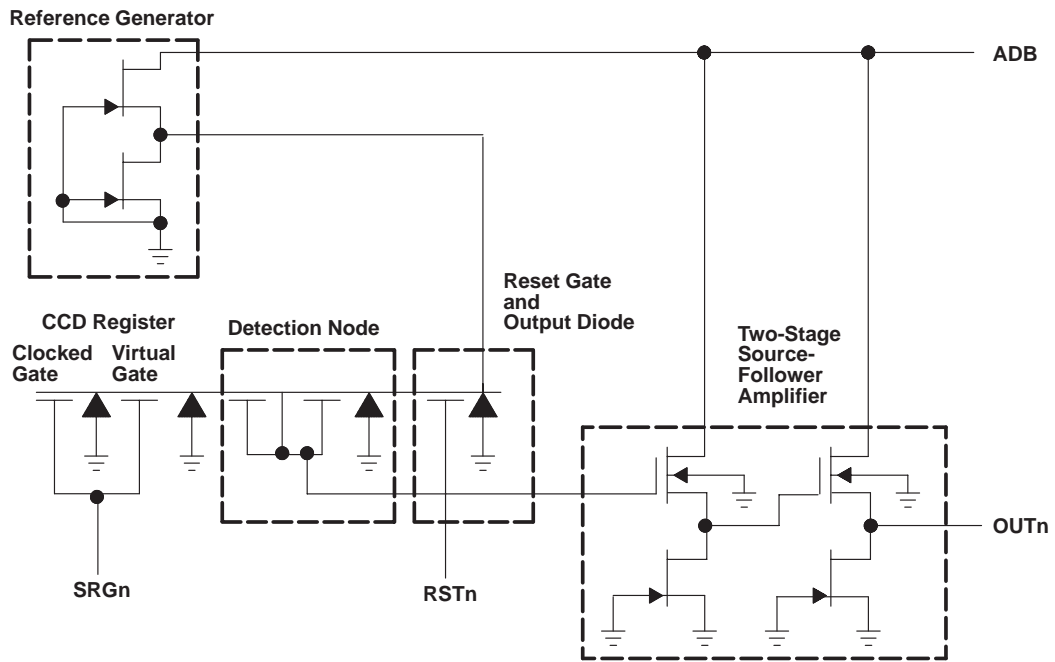 Reference Generator
ADB
Reset Gate
and
Output Diode
CCD Register
Detection Node
Clocked
Gate
Virtual
Gate
Two-Stage
Source-
Follower
Amplifier
OUTn
SRGn
RSTn